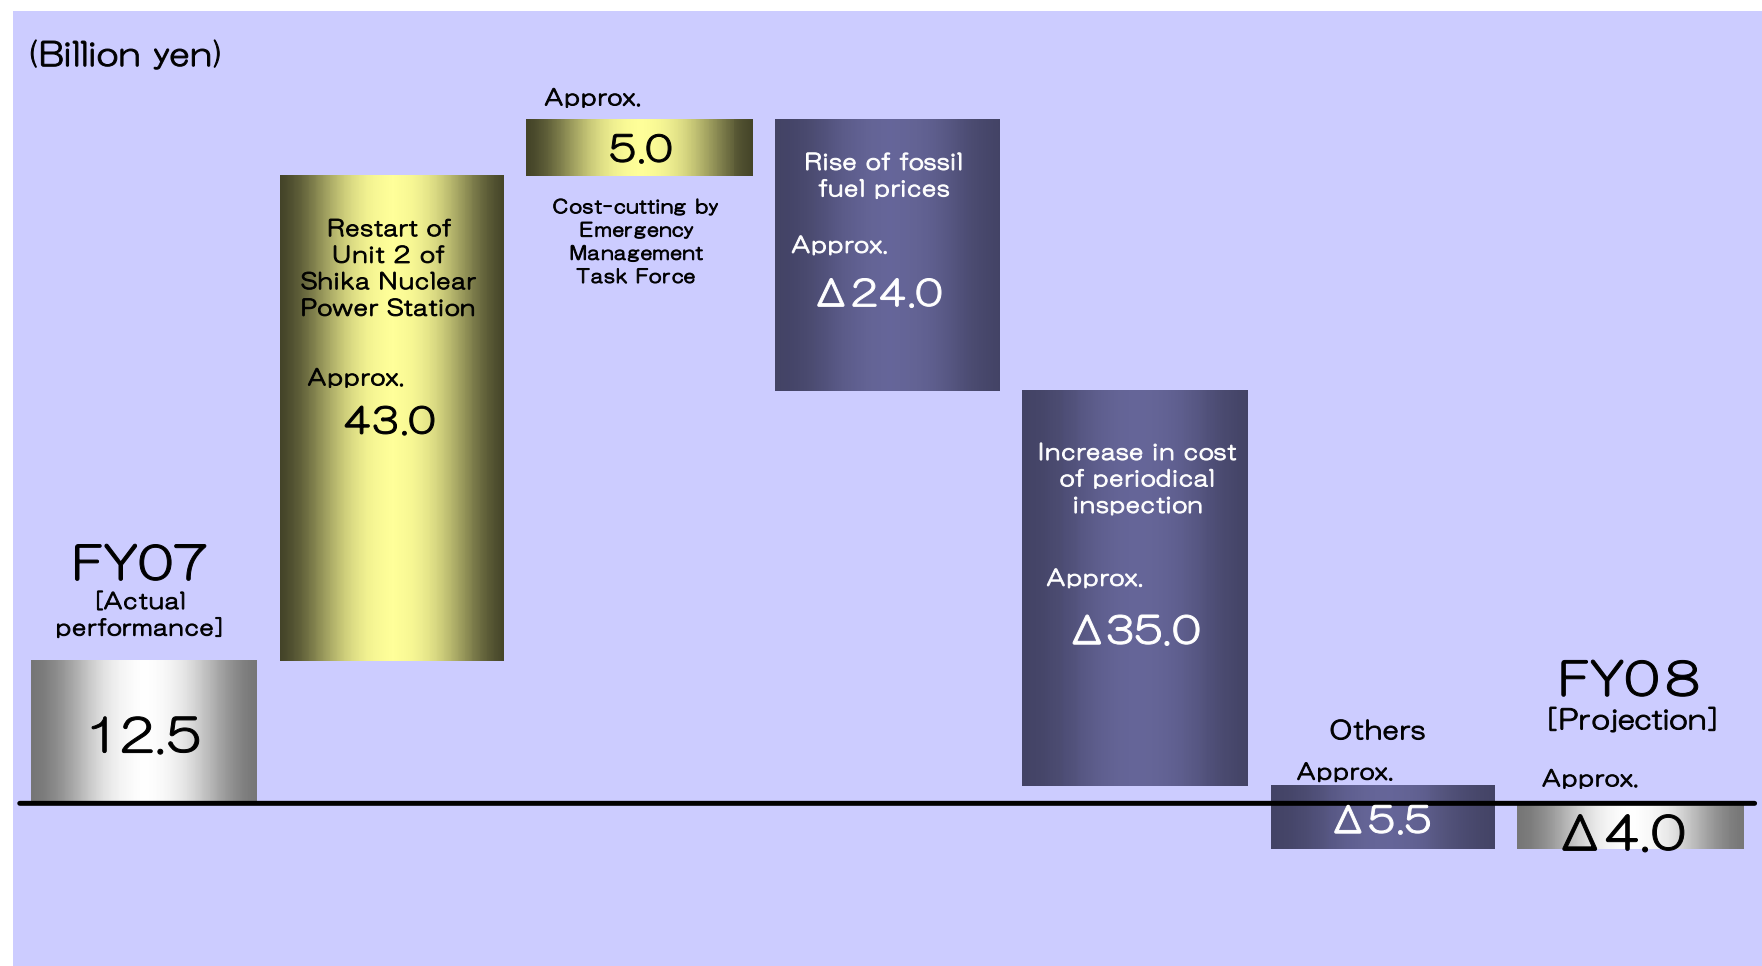 (Billion yen)
FY07
[Actual
performance]
12.5
Restart of
Unit 2 of
Shika Nuclear
Power Station
Approx.
43.0
Approx.
5.0
Cost-cutting by
Emergency
Management
Task Force
Rise of fossil
fuel prices
Approx.
Δ24.0
Increase in cost
of periodical
inspection
Approx.
Δ35.0
Others
Approx.
Δ5.5
FY08
[Projection]
Approx.
Δ4.0